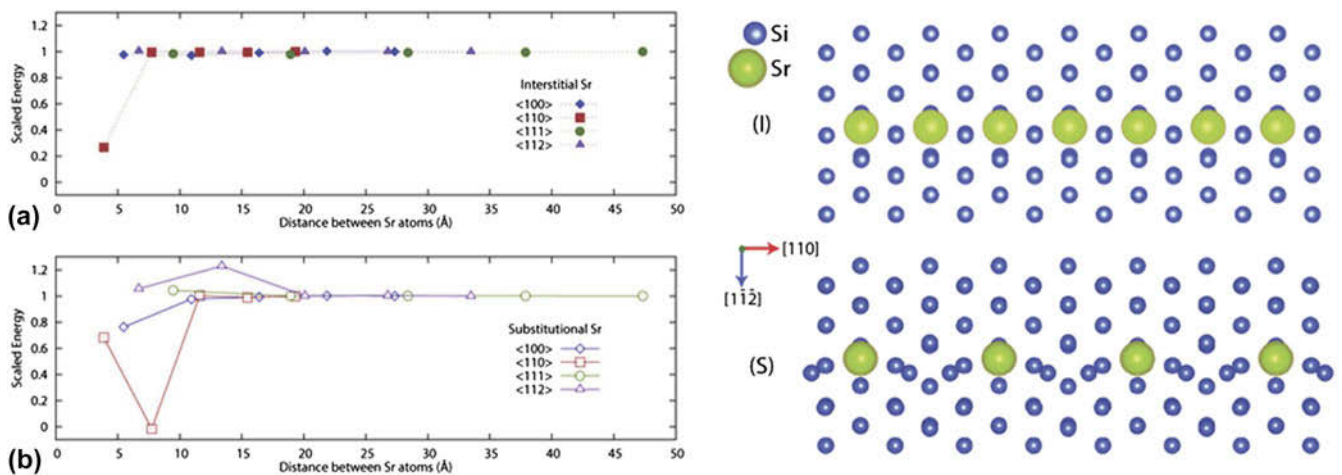 1.2
1
0.8
0.6
0.4
0.2
0
Scaled Energy
Interstitial Sr
<100>
<110>
<111>
<112>
0 5 10 15 20 25 30 35 40 45 50
Distance between Sr atoms (Å)
(a)
1.2
1
0.8
0.6
0.4
0.2
0
Scaled Energy
Substitutional Sr
<100>
<110>
<111>
<112>
0 5 10 15 20 25 30 35 40 45 50
Distance between Sr atoms (Å)
(b)
Si
Sr
(I)
[110]
[11̄2̄]
(S)